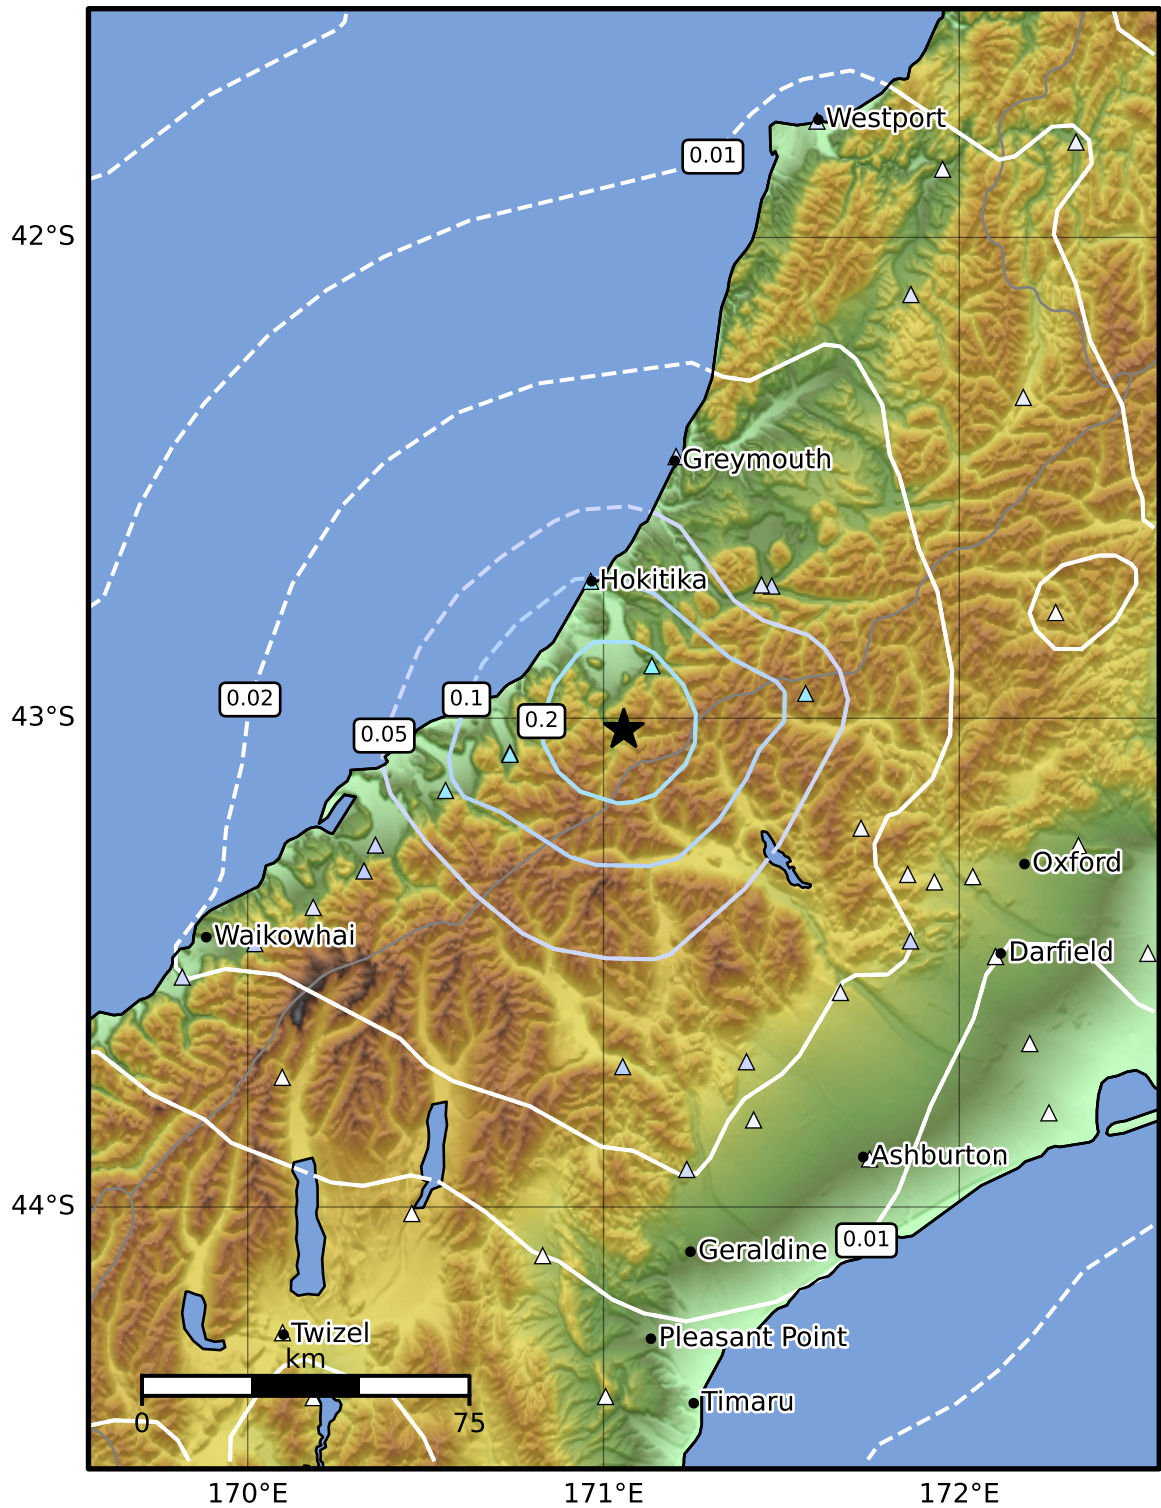 Westport
0.01
42°S
Greymouth
Hokitika
0.02
0.1
0.2
43°S
0.05
Oxford
Waikowhai
Darfield
Ashburton
44°S
0.01
Geraldine
Twizel
Pleasant Point
km
Timaru
0
75
170°E
171°E
172°E